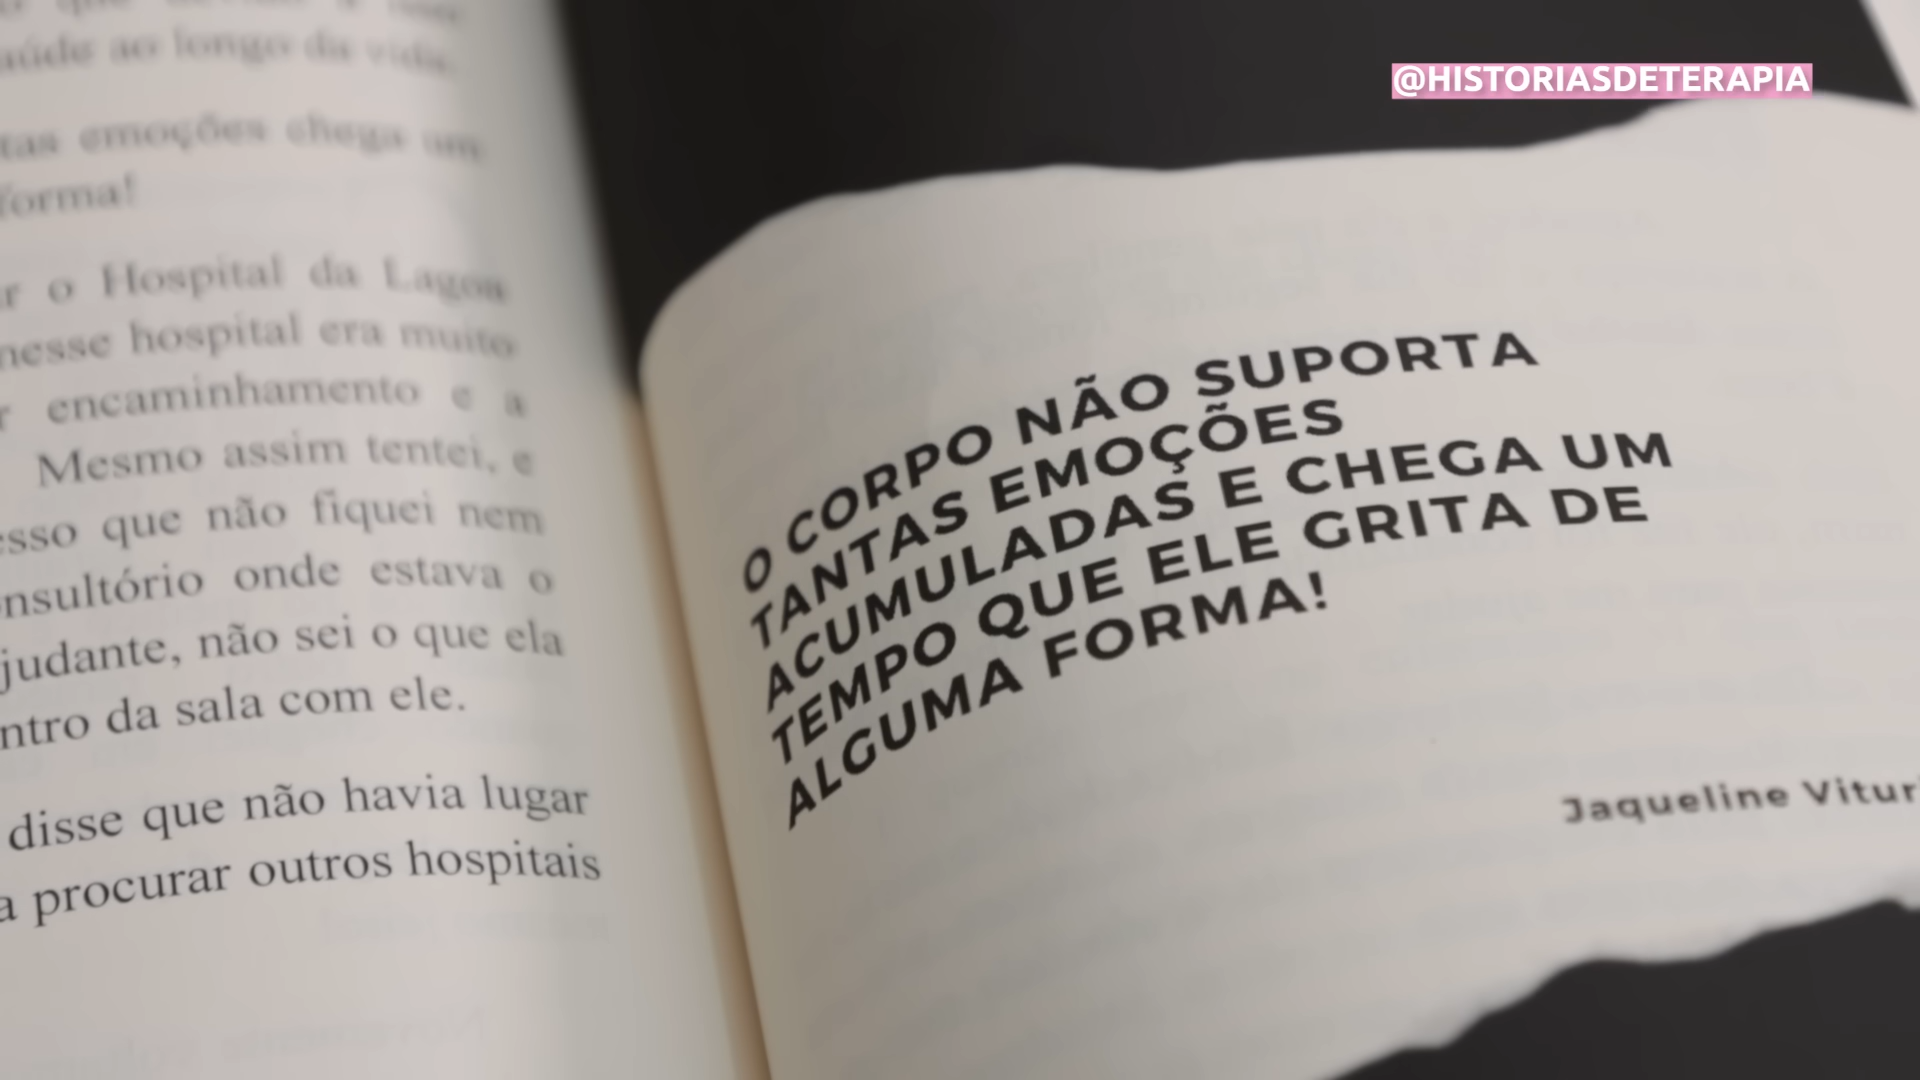 @HISTORIASDETERAPIA
aúde ao longo da vida.
tas emoções chega um
forma!
r o Hospital da Lagoa
nesse hospital era muito
r encaminhamento e a
Mesmo assim tentei, e
esso que não fiquei nem
onsultório onde estava o
judante, não sei o que ela
ntro da sala com ele.
disse que não havia lugar
a procurar outros hospitais
O CORPO NÃO SUPORTA
TANTAS EMOÇÕES
ACUMULADAS E CHEGA UM
TEMPO QUE ELE GRITA DE
ALGUMA FORMA!
Jaqueline Vitur